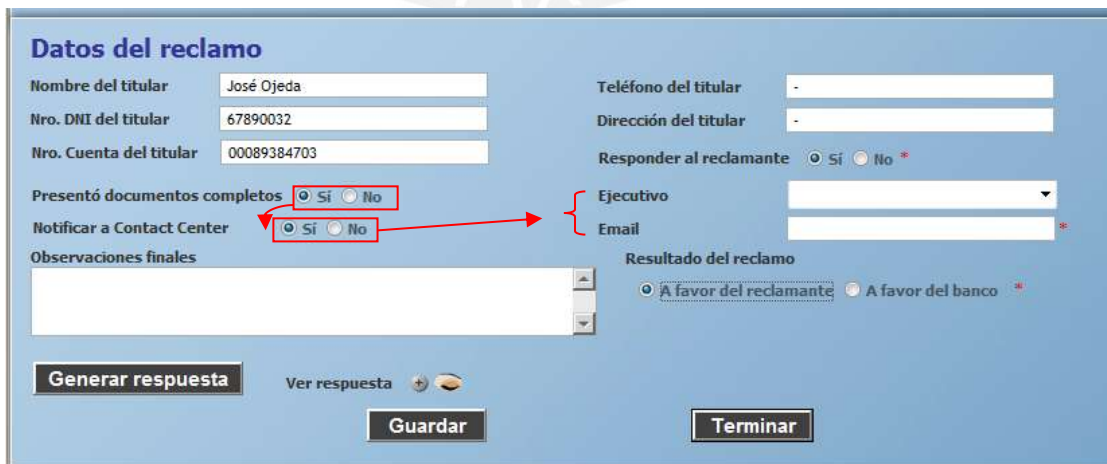 Datos del reclamo
Nombre del titular José Ojeda Teléfono del titular -
Nro. DNI del titular 67890032 Dirección del titular -
Nro. Cuenta del titular 00089384703 Responder al reclamante Sí No *
Presentó documentos completos Sí No Ejecutivo
Notificar a Contact Center Sí No Email *
Observaciones finales Resultado del reclamo
A favor del reclamante A favor del banco *
Generar respuesta Ver respuesta
Guardar Terminar